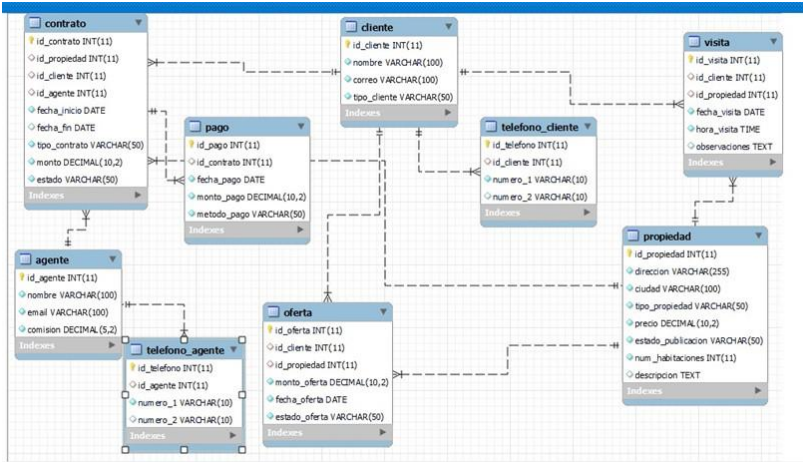 contrato
id_contrato INT(11)
id_propiedad INT(11)
id_cliente INT(11)
id_agente INT(11)
fecha_inicio DATE
fecha_fin DATE
tipo_contrato VARCHAR(50)
monto DECIMAL(10,2)
estado VARCHAR(50)
Indexes
pago
id_pago INT(11)
id_contrato INT(11)
fecha_pago DATE
monto_pago DECIMAL(10,2)
metodo_pago VARCHAR(50)
Indexes
cliente
id_cliente INT(11)
nombre VARCHAR(100)
correo VARCHAR(100)
tipo_cliente VARCHAR(50)
Indexes
telefono_cliente
id_telefono INT(11)
id_cliente INT(11)
numero_1 VARCHAR(10)
numero_2 VARCHAR(10)
Indexes
visita
id_visita INT(11)
id_cliente INT(11)
id_propiedad INT(11)
fecha_visita DATE
hora_visita TIME
observaciones TEXT
Indexes
agente
id_agente INT(11)
nombre VARCHAR(100)
email VARCHAR(100)
comision DECIMAL(5,2)
Indexes
telefono_agente
id_telefono INT(11)
id_agente INT(11)
numero_1 VARCHAR(10)
numero_2 VARCHAR(10)
Indexes
oferta
id_oferta INT(11)
id_cliente INT(11)
id_propiedad INT(11)
monto_oferta DECIMAL(10,2)
fecha_oferta DATE
estado_oferta VARCHAR(50)
Indexes
propiedad
id_propiedad INT(11)
direccion VARCHAR(255)
ciudad VARCHAR(100)
tipo_propiedad VARCHAR(50)
precio DECIMAL(10,2)
estado_publicacion VARCHAR(50)
num_habitaciones INT(11)
descripcion TEXT
Indexes